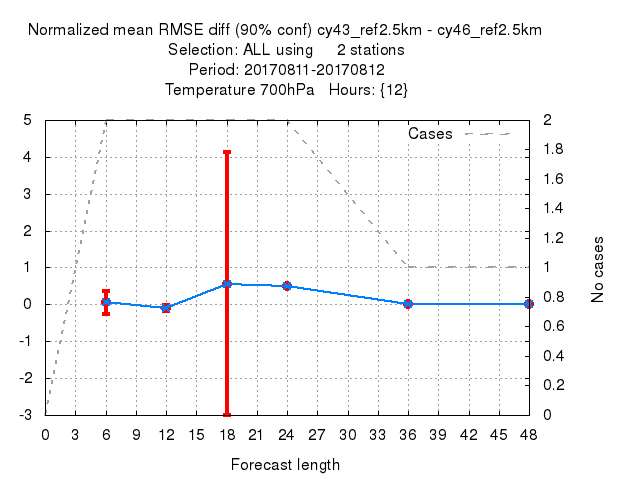 Normalized mean RMSE diff (90% conf) cy43_ref2.5km - cy46_ref2.5km
Selection: ALL using     2 stations
Period: 20170811-20170812
Temperature 700hPa   Hours: {12}
Cases
5
4
3
2
1
0
-1
-2
-3
2
1.8
1.6
1.4
1.2
1
0.8
0.6
0.4
0.2
0
No cases
0 3 6 9 12 15 18 21 24 27 30 33 36 39 42 45 48
Forecast length